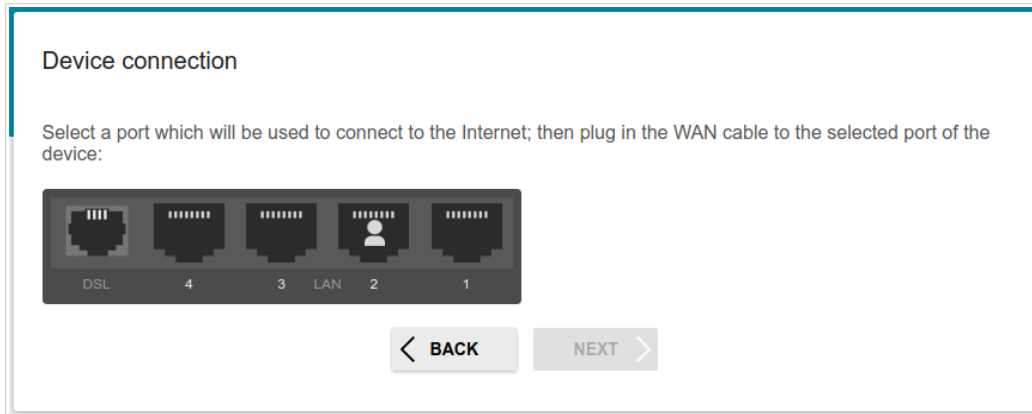 Device connection
Select a port which will be used to connect to the Internet; then plug in the WAN cable to the selected port of the
device:
DSL 4 3 LAN 2 1
BACK NEXT